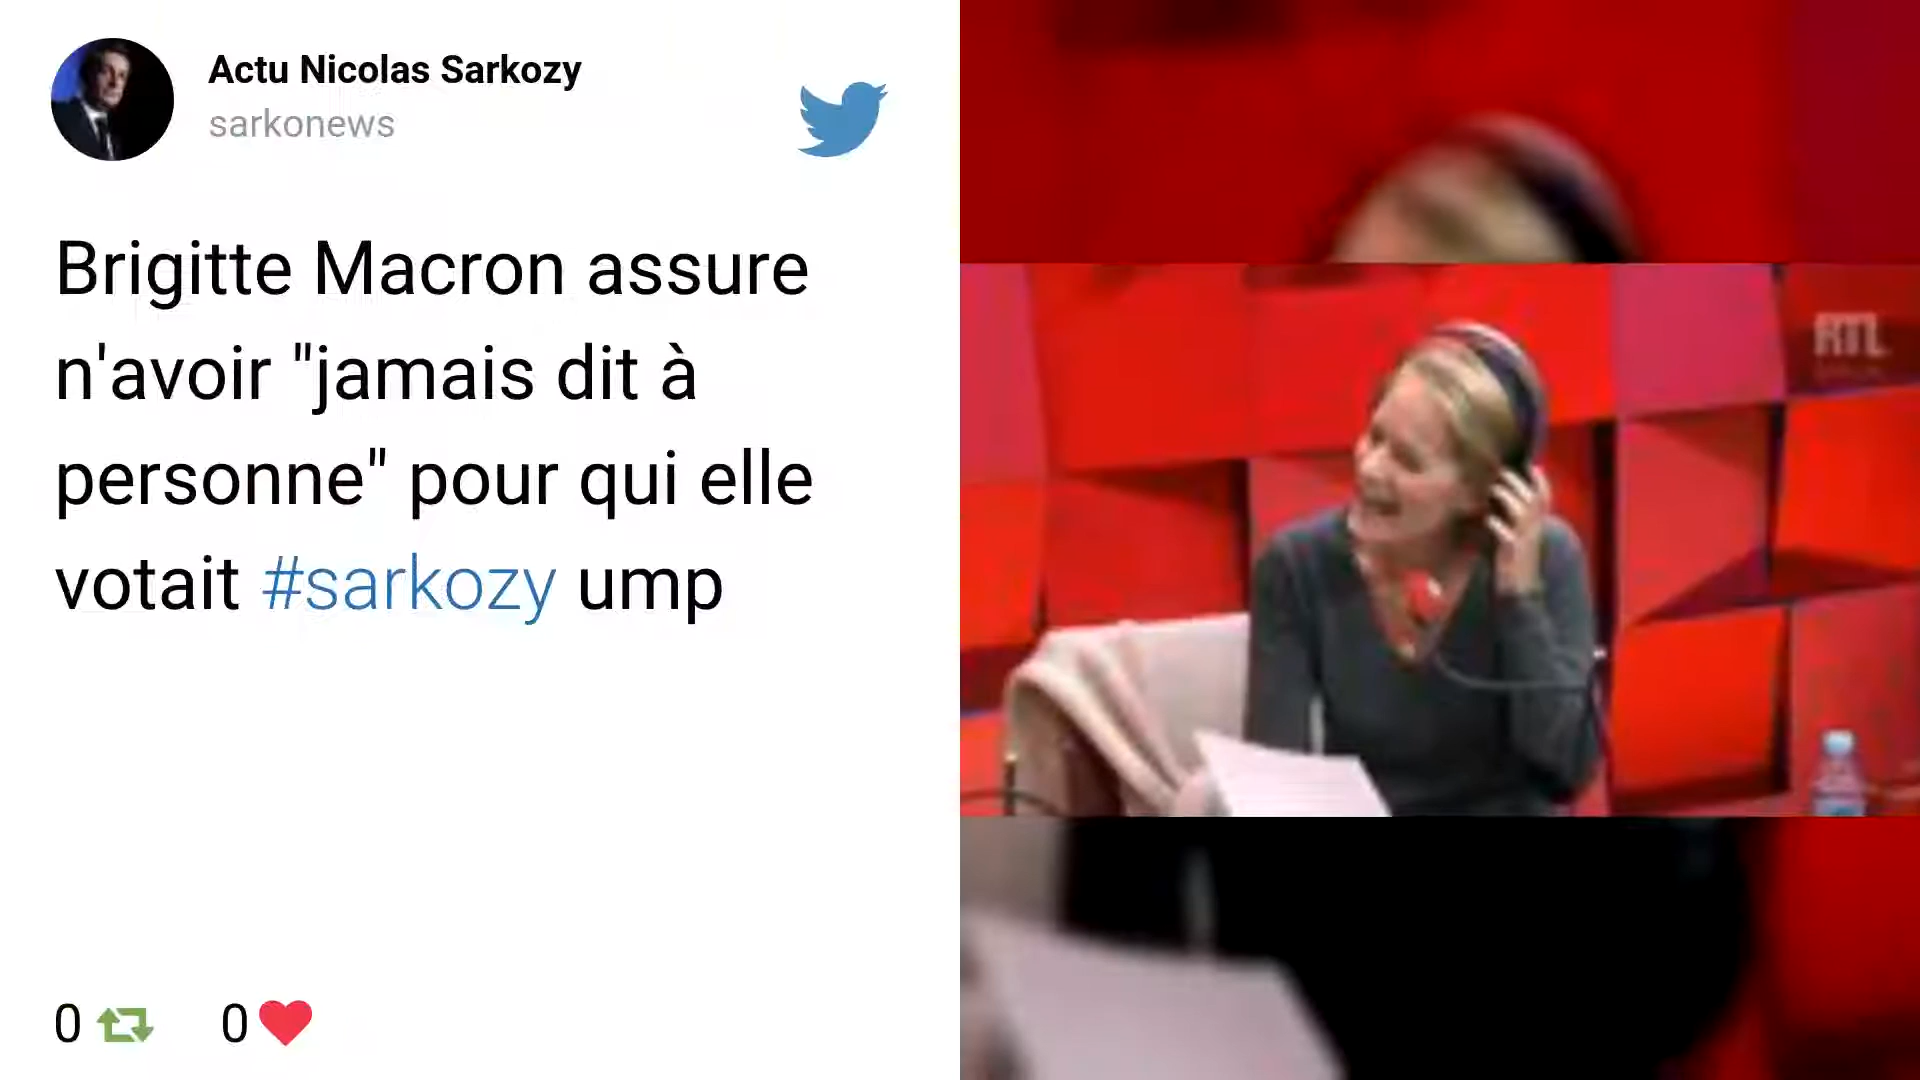 Actu Nicolas Sarkozy
sarkonews
Brigitte Macron assure
n'avoir "jamais dit à
personne" pour qui elle
votait #sarkozy ump
0 0
RTL